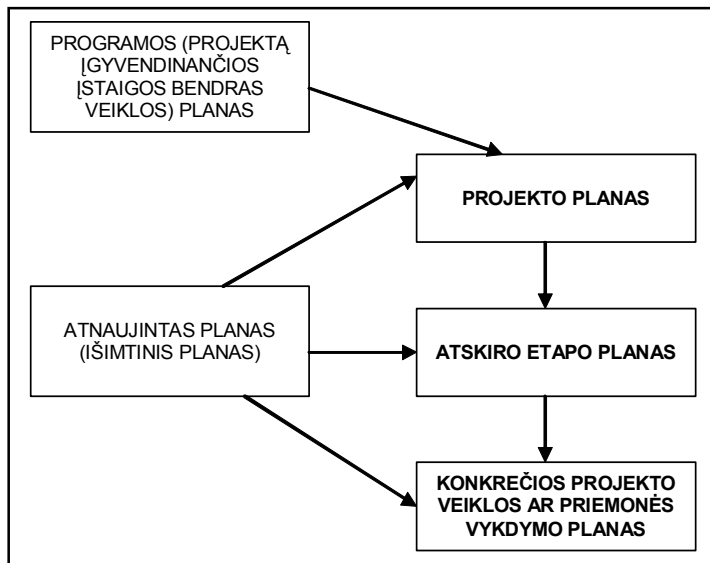 PROGRAMOS (PROJEKTĄ
ĮGYVENDINANČIOS
ĮSTAIGOS BENDRAS
VEIKLOS) PLANAS
PROJEKTO PLANAS
ATNAUJINTAS PLANAS
(IŠIMTINIS PLANAS)
ATSKIRO ETAPO PLANAS
KONKREČIOS PROJEKTO
VEIKLOS AR PRIEMONĖS
VYKDYMO PLANAS